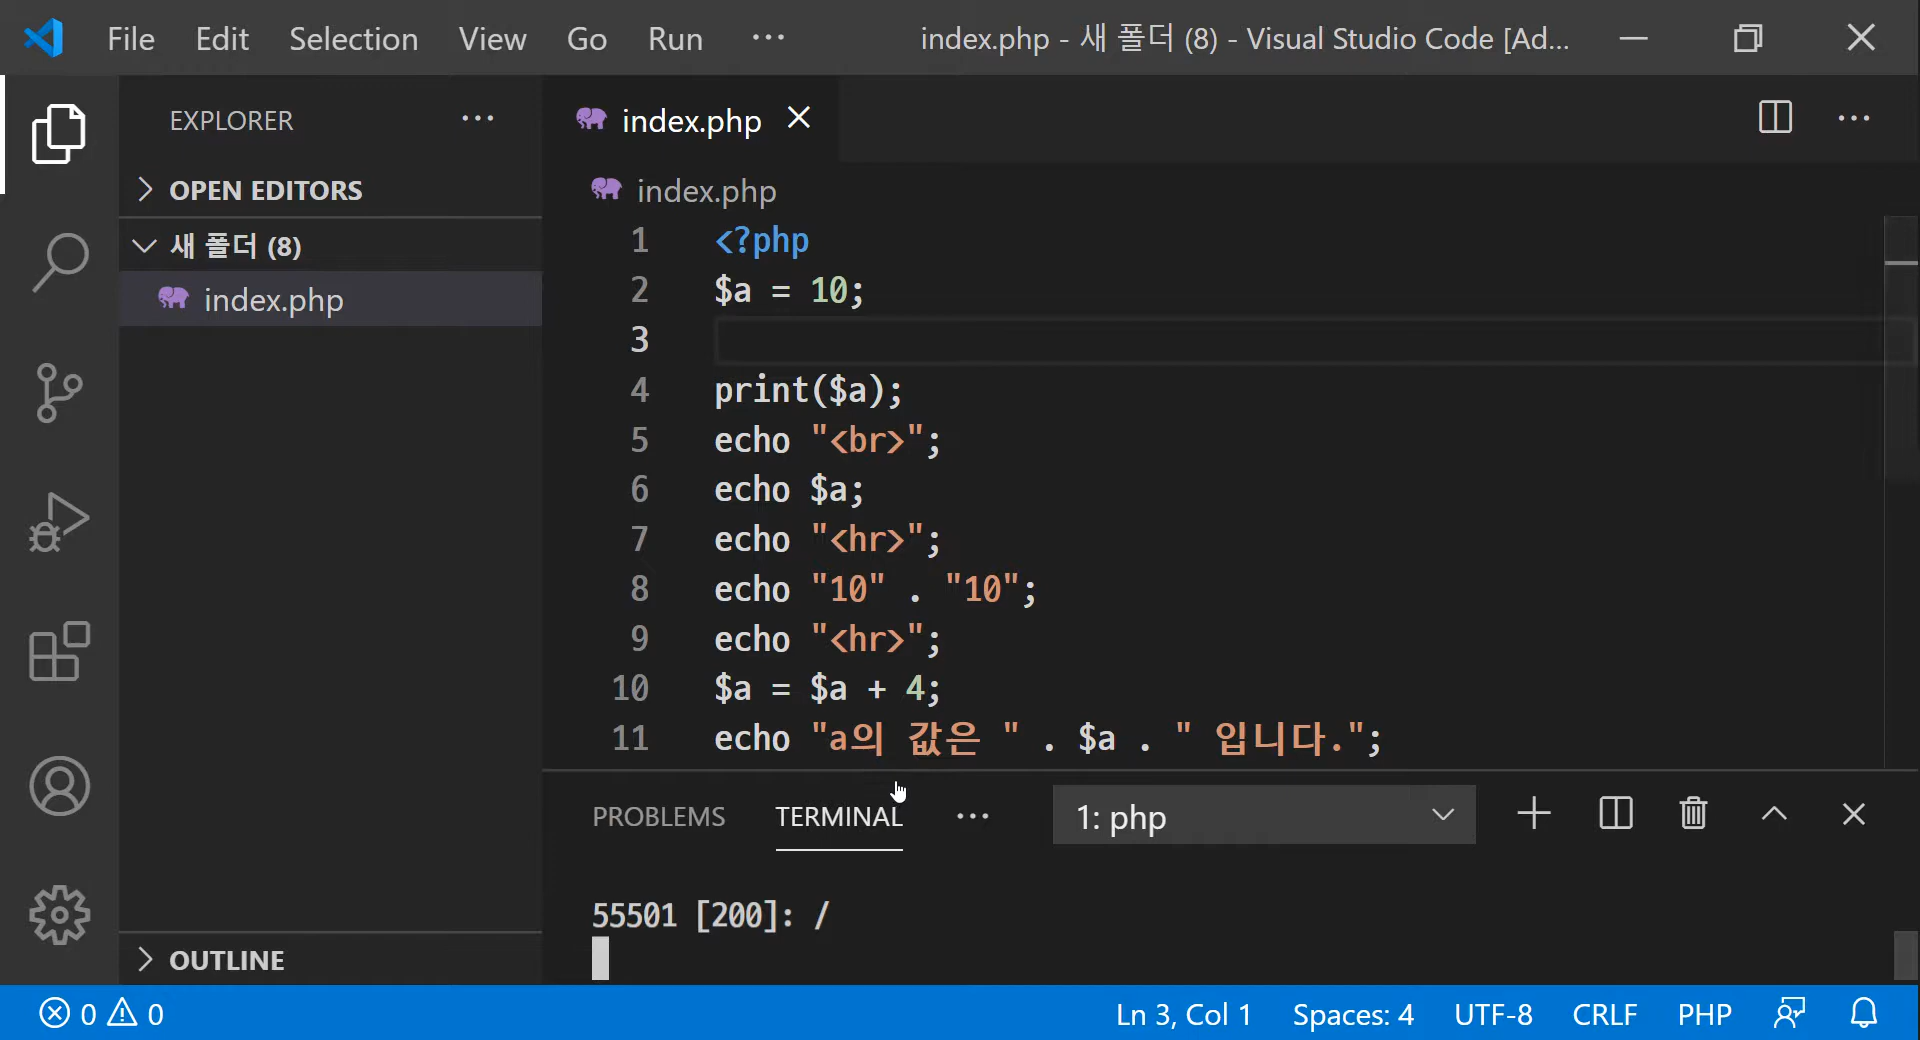 File Edit Selection View Go Run ··· index.php - 새 폴더 (8) - Visual Studio Code [Ad...
EXPLORER ···
OPEN EDITORS
새 폴더 (8)
index.php
OUTLINE
index.php
index.php
1 <?php
2 $a = 10;
3
4 print($a);
5 echo "<br>";
6 echo $a;
7 echo "<hr>";
8 echo "10" . "10";
9 echo "<hr>";
10 $a = $a + 4;
11 echo "a의 값은 " . $a . " 입니다.";
PROBLEMS TERMINAL ··· 1: php
55501 [200]: /
0 0 Ln 3, Col 1 Spaces: 4 UTF-8 CRLF PHP